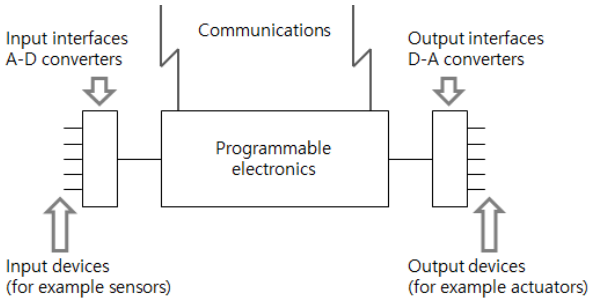 Input interfaces
A-D converters
Communications
Output interfaces
D-A converters
Programmable
electronics
Input devices
(for example sensors)
Output devices
(for example actuators)